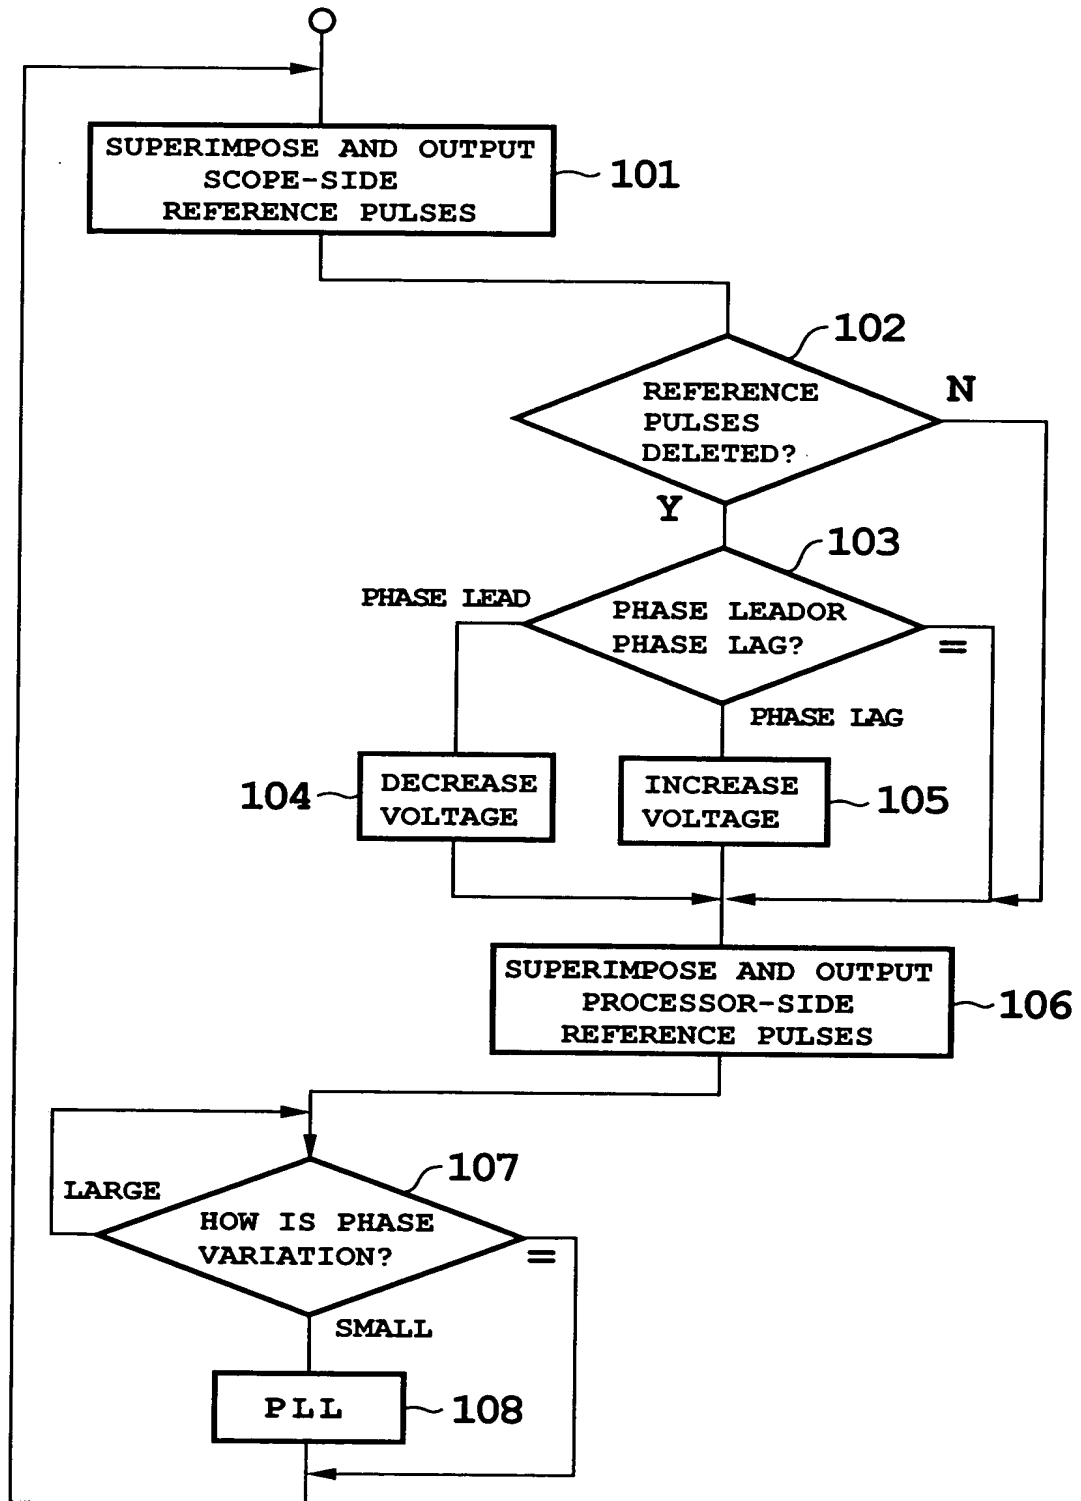 SUPERIMPOSE AND OUTPUT
SCOPE-SIDE
REFERENCE PULSES
101
102
REFERENCE
PULSES
DELETED?
N
Y
103
PHASE LEAD
PHASE LEADOR
PHASE LAG?
=
PHASE LAG
104
DECREASE
VOLTAGE
INCREASE
VOLTAGE
105
SUPERIMPOSE AND OUTPUT
PROCESSOR-SIDE
REFERENCE PULSES
106
107
LARGE
HOW IS PHASE
VARIATION?
=
SMALL
PLL
108